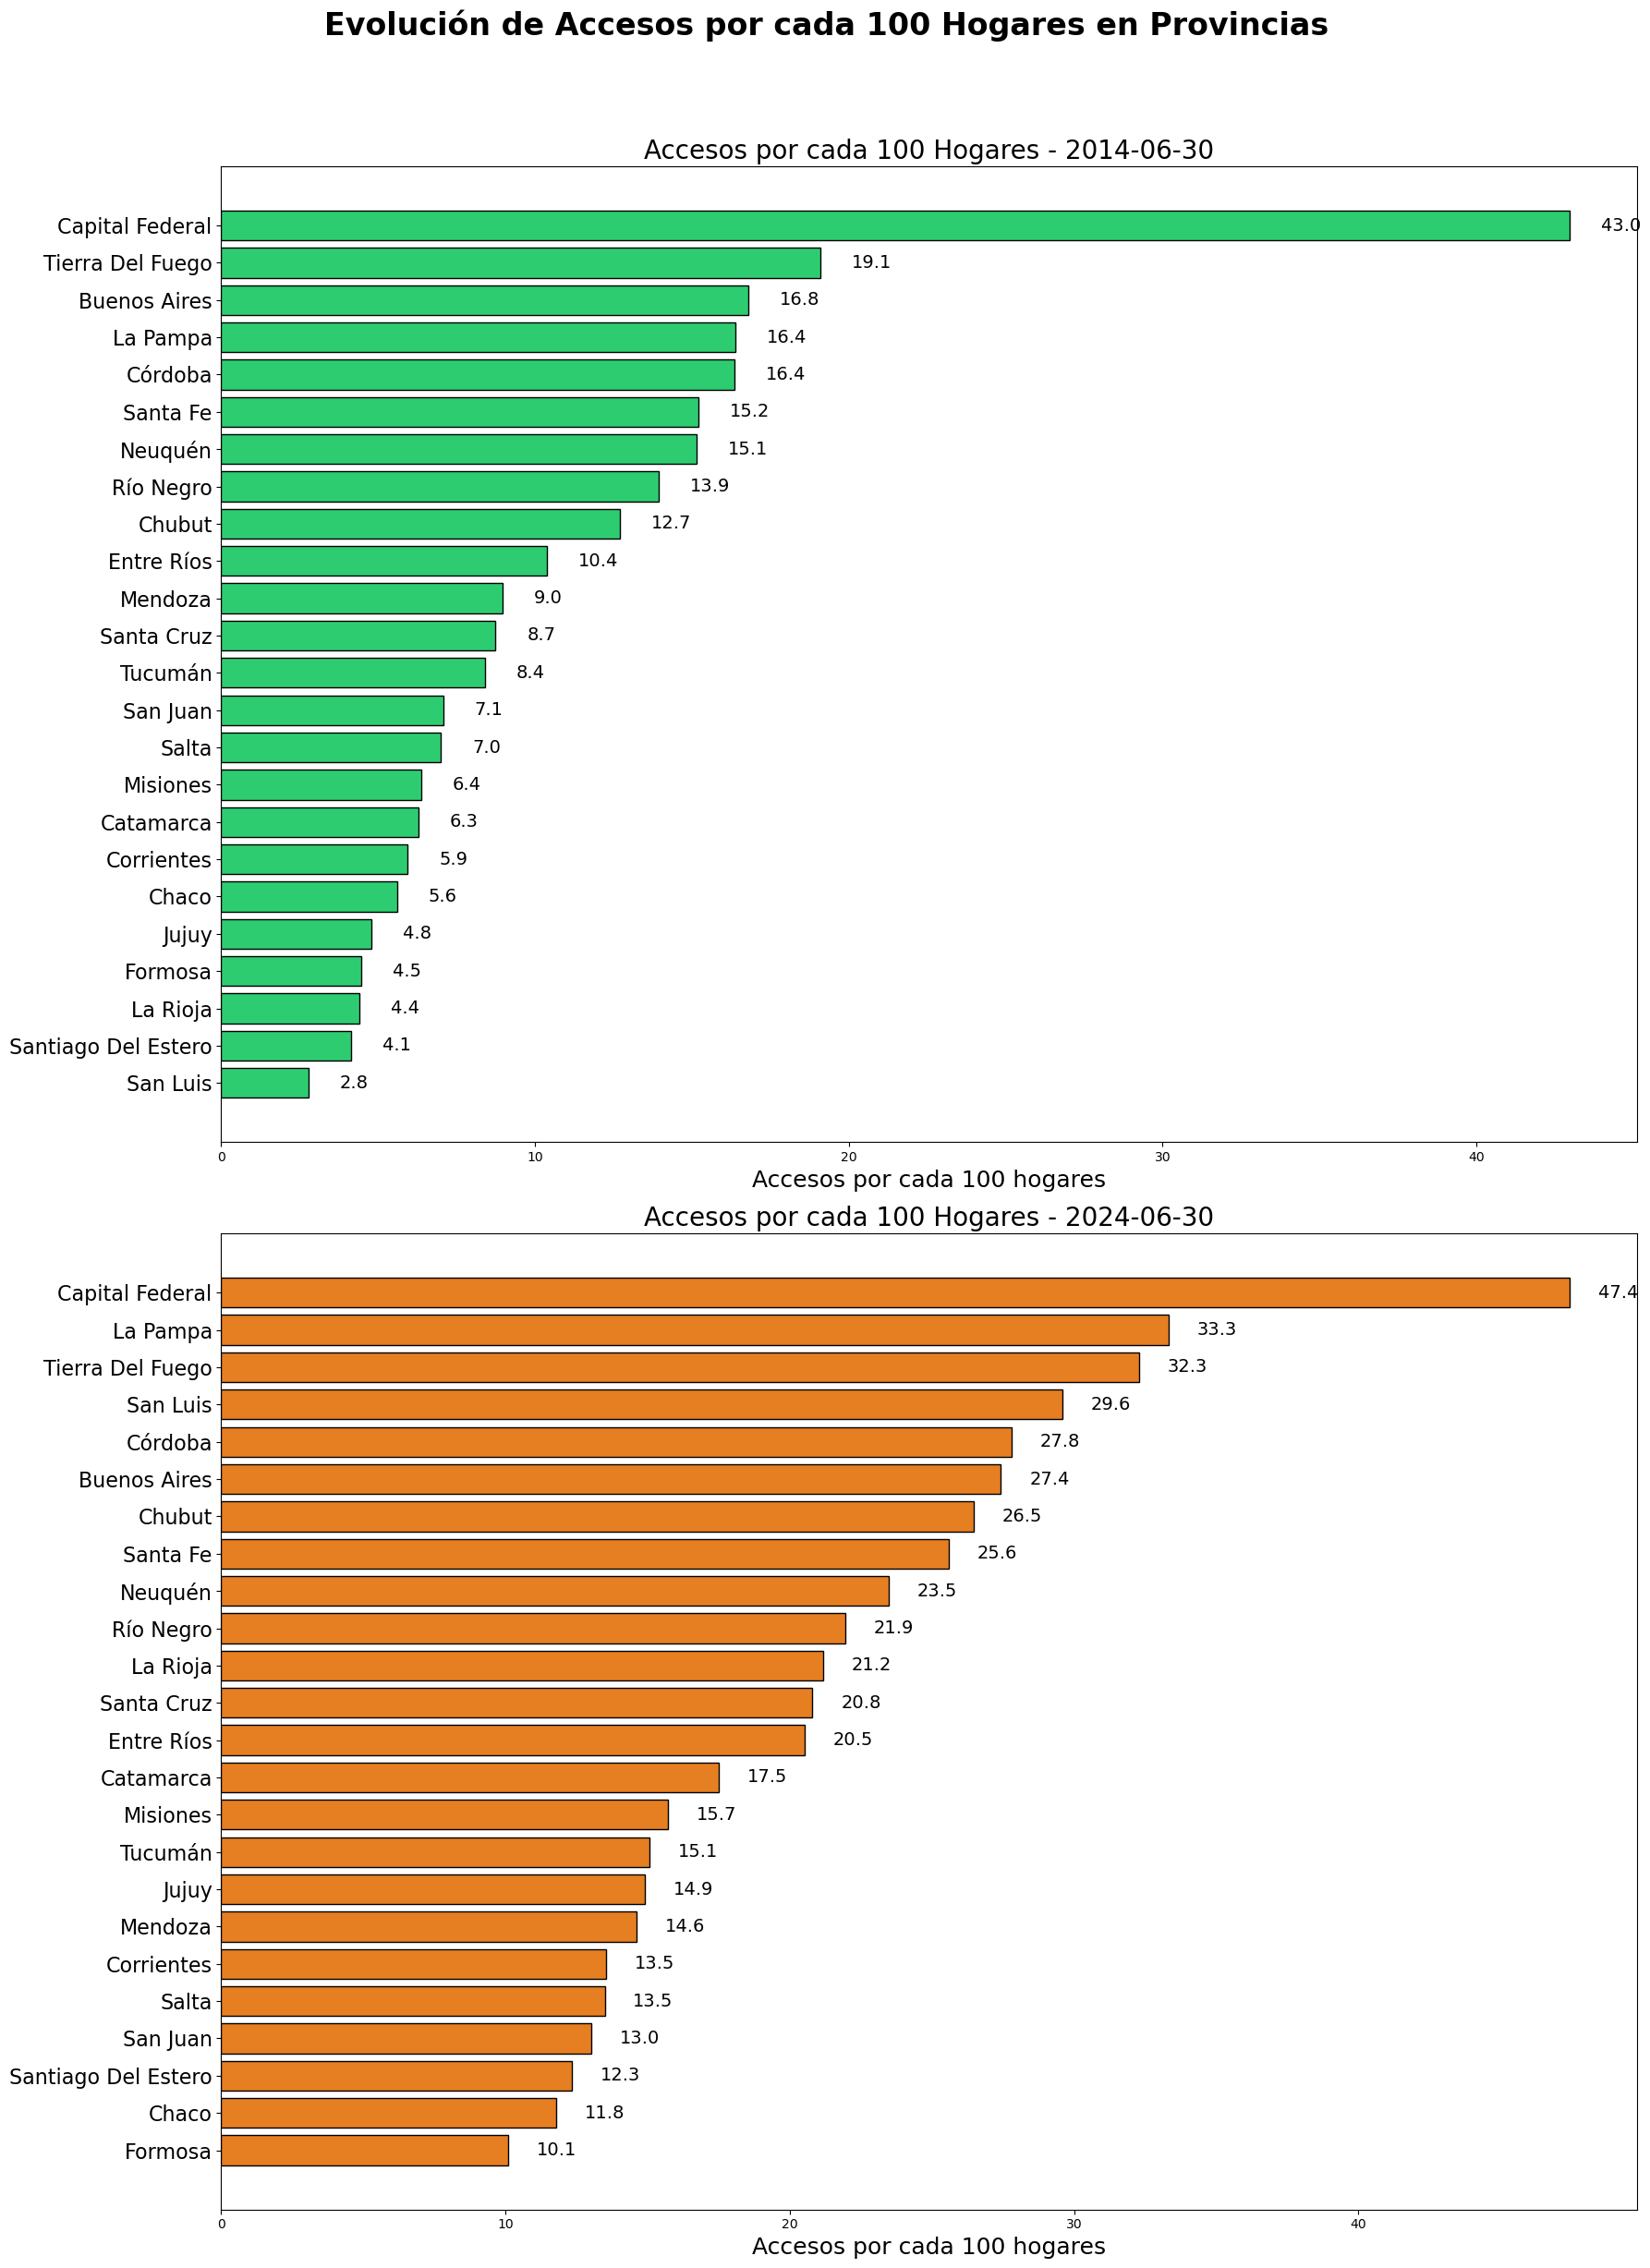 Evolución de Accesos por cada 100 Hogares en Provincias
Accesos por cada 100 Hogares - 2014-06-30
Capital Federal 43.0
Tierra Del Fuego 19.1
Buenos Aires 16.8
La Pampa 16.4
Córdoba 16.4
Santa Fe 15.2
Neuquén 15.1
Río Negro 13.9
Chubut 12.7
Entre Ríos 10.4
Mendoza 9.0
Santa Cruz 8.7
Tucumán 8.4
San Juan 7.1
Salta 7.0
Misiones 6.4
Catamarca 6.3
Corrientes 5.9
Chaco 5.6
Jujuy 4.8
Formosa 4.5
La Rioja 4.4
Santiago Del Estero 4.1
San Luis 2.8
0 10 20 30 40
Accesos por cada 100 hogares
Accesos por cada 100 Hogares - 2024-06-30
Capital Federal 47.4
La Pampa 33.3
Tierra Del Fuego 32.3
San Luis 29.6
Córdoba 27.8
Buenos Aires 27.4
Chubut 26.5
Santa Fe 25.6
Neuquén 23.5
Río Negro 21.9
La Rioja 21.2
Santa Cruz 20.8
Entre Ríos 20.5
Catamarca 17.5
Misiones 15.7
Tucumán 15.1
Jujuy 14.9
Mendoza 14.6
Corrientes 13.5
Salta 13.5
San Juan 13.0
Santiago Del Estero 12.3
Chaco 11.8
Formosa 10.1
0 10 20 30 40
Accesos por cada 100 hogares